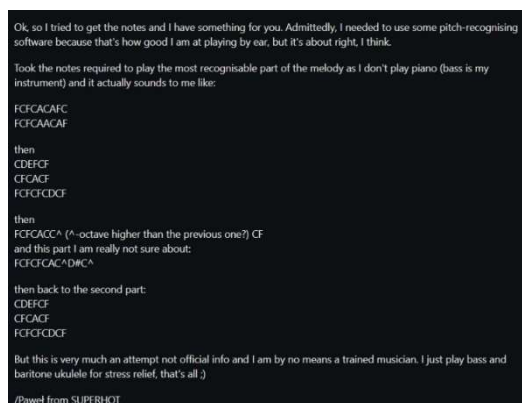 Ok, so I tried to get the notes and I have something for you. Admittedly, I needed to use some pitch-recognising
software because that's how good I am at playing by ear, but it's about right, I think.
Took the notes required to play the most recognisable part of the melody as I don't play piano (bass is my
instrument) and it actually sounds to me like:
FCFCACAFC
FCFCAACAF
then
CDEFCF
CFCACF
FCFCFCDCF
then
FCFCACC^ (^-octave higher than the previous one?) CF
and this part I am really not sure about:
FCFCFCAC^D#C^
then back to the second part:
CDEFCF
CFCACF
FCFCFCDCF
But this is very much an attempt not official info and I am by no means a trained musician. I just play bass and
baritone ukulele for stress relief, that's all ;)
/Paweł from SUPERHOT